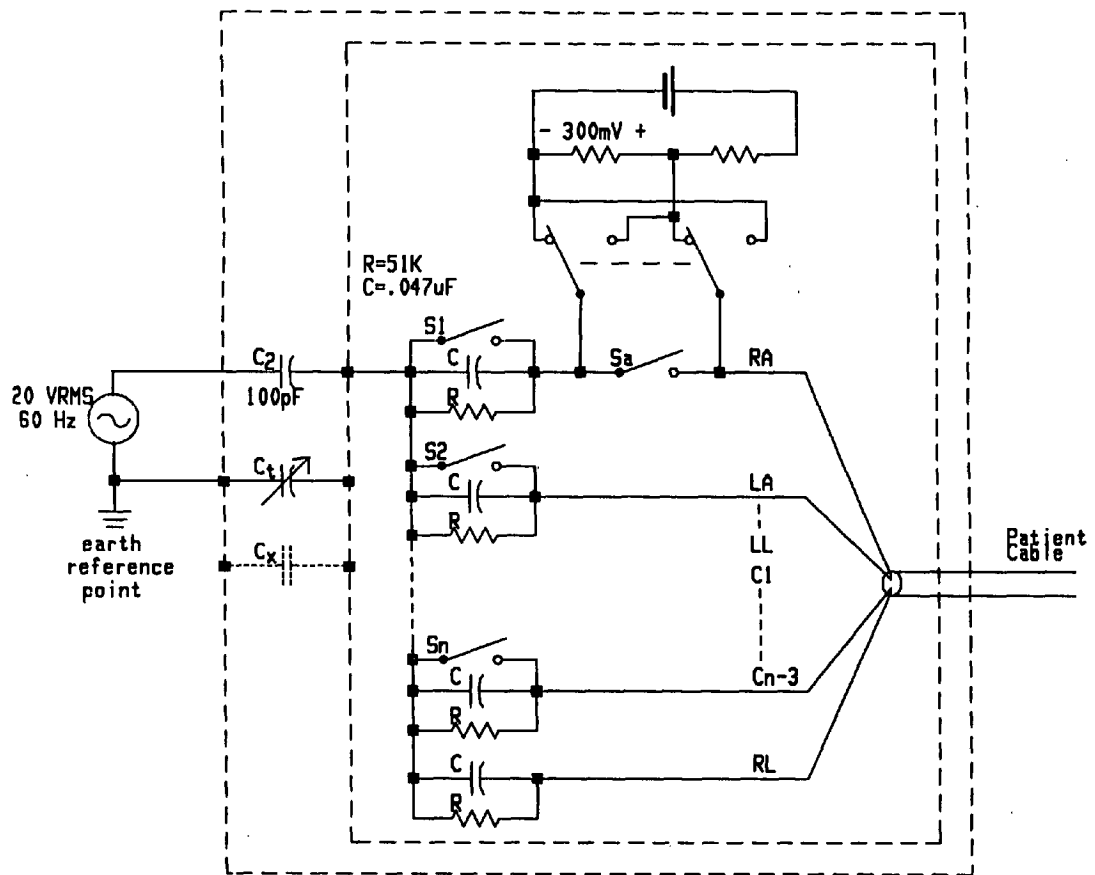 - 300mV +
R=51K
C=.047uF
S1
C2
C
Sa
RA
100pF
R
20 VRMS
60 Hz
S2
Ct
C
LA
R
earth
reference
point
Cx
LL
C1
Patient
Cable
Sn
C
Cn-3
R
C
RL
R